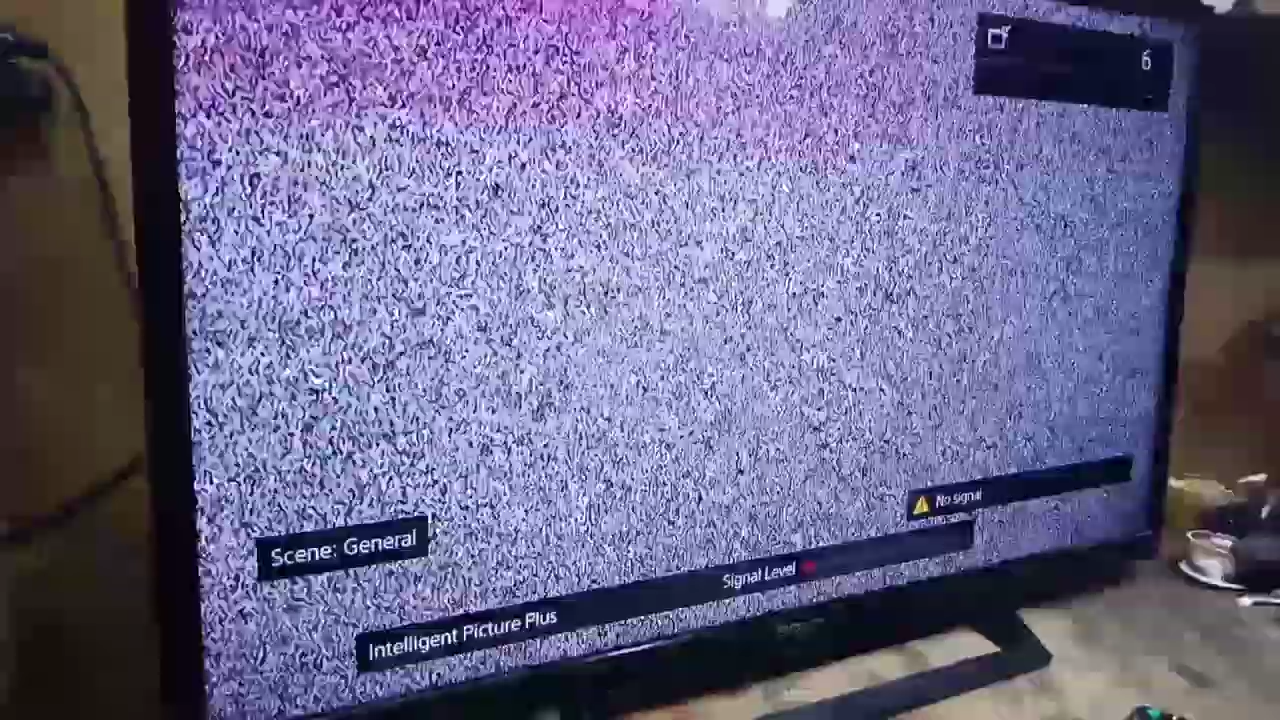 6
No signal
Scene: General
Signal Level
Intelligent Picture Plus